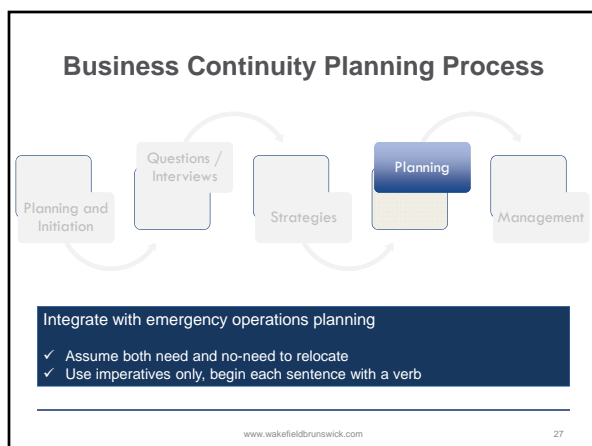 Business Continuity Planning Process
Planning and
Initiation
Questions /
Interviews
Strategies
Planning
Management
Integrate with emergency operations planning
✓ Assume both need and no-need to relocate
✓ Use imperatives only, begin each sentence with a verb
www.wakefieldbrunswick.com
27